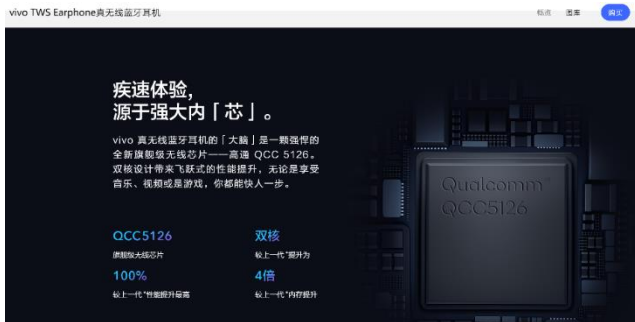 vivo TWS Earphone真无线蓝牙耳机
概览 图库 购买
疾速体验，
源于强大内「芯」。
vivo 真无线蓝牙耳机的「大脑」是一颗强悍的
全新旗舰级无线芯片——高通 QCC 5126。
双核设计带来飞跃式的性能提升，无论是享受
音乐、视频或是游戏，你都能快人一步。
Qualcomm
QCC5126
QCC5126 双核
旗舰级无线芯片 较上一代*提升为
100% 4倍
较上一代*性能提升最高 较上一代*内存提升